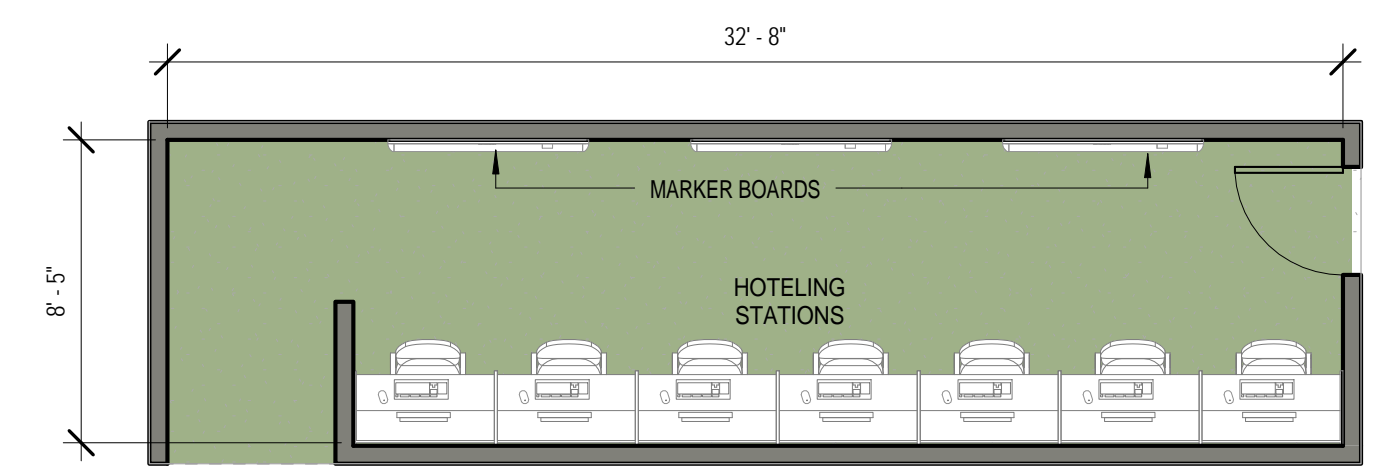 32' - 8"
MARKER BOARDS
8' - 5"
HOTELING
STATIONS